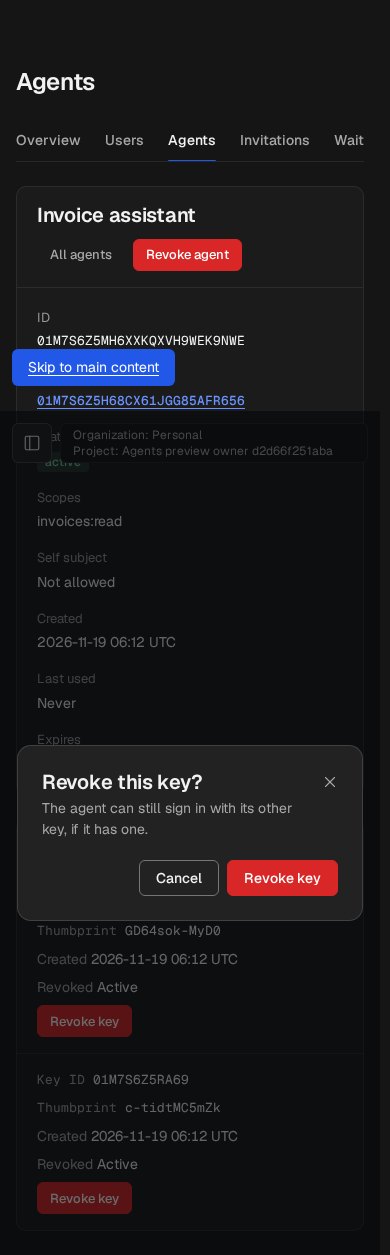 Agents
Overview Users Agents Invitations Wait
Invoice assistant
All agents Revoke agent
ID
01M7S6Z5MH6XXKQXVH9WEK9NWE
Skip to main content
01M7S6Z5H68CX61JGG85AFR656
Organization: Personal
Project: Agents preview owner d2d66f251aba
active
Scopes
invoices:read
Self subject
Not allowed
Created
2026-11-19 06:12 UTC
Last used
Never
Expires
Revoke this key?
The agent can still sign in with its other
key, if it has one.
Cancel Revoke key
Thumbprint GD64sok-MyD0
Created 2026-11-19 06:12 UTC
Revoked Active
Revoke key
Key ID 01M7S6Z5RA69
Thumbprint c-tidtMC5mZk
Created 2026-11-19 06:12 UTC
Revoked Active
Revoke key